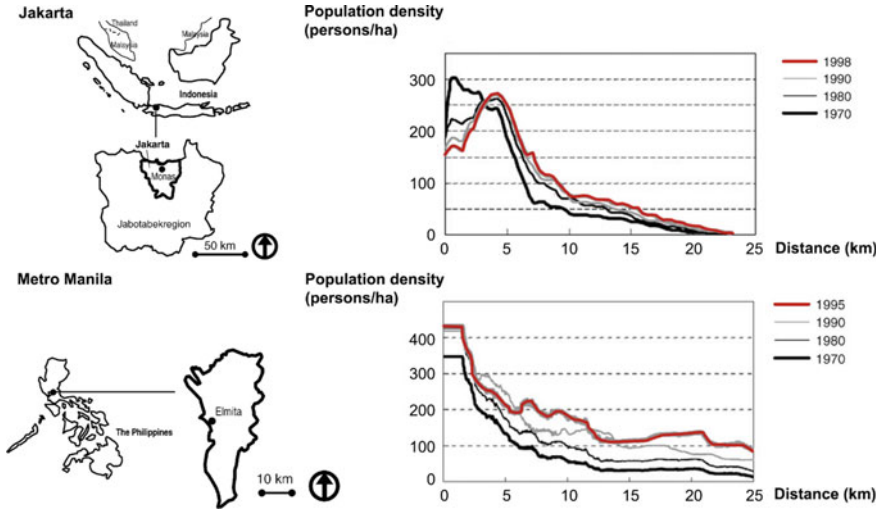 Jakarta
Thailand
Malaysia
Malaysia
Indonesia
Jakarta
Monas
Jabotabekregion
50 km
Population density
(persons/ha)
300
200
100
0
0 5 10 15 20 25
Distance (km)
1998
1990
1980
1970
Metro Manila
The Philippines
Elmita
10 km
Population density
(persons/ha)
400
300
200
100
0
0 5 10 15 20 25
Distance (km)
1995
1990
1980
1970